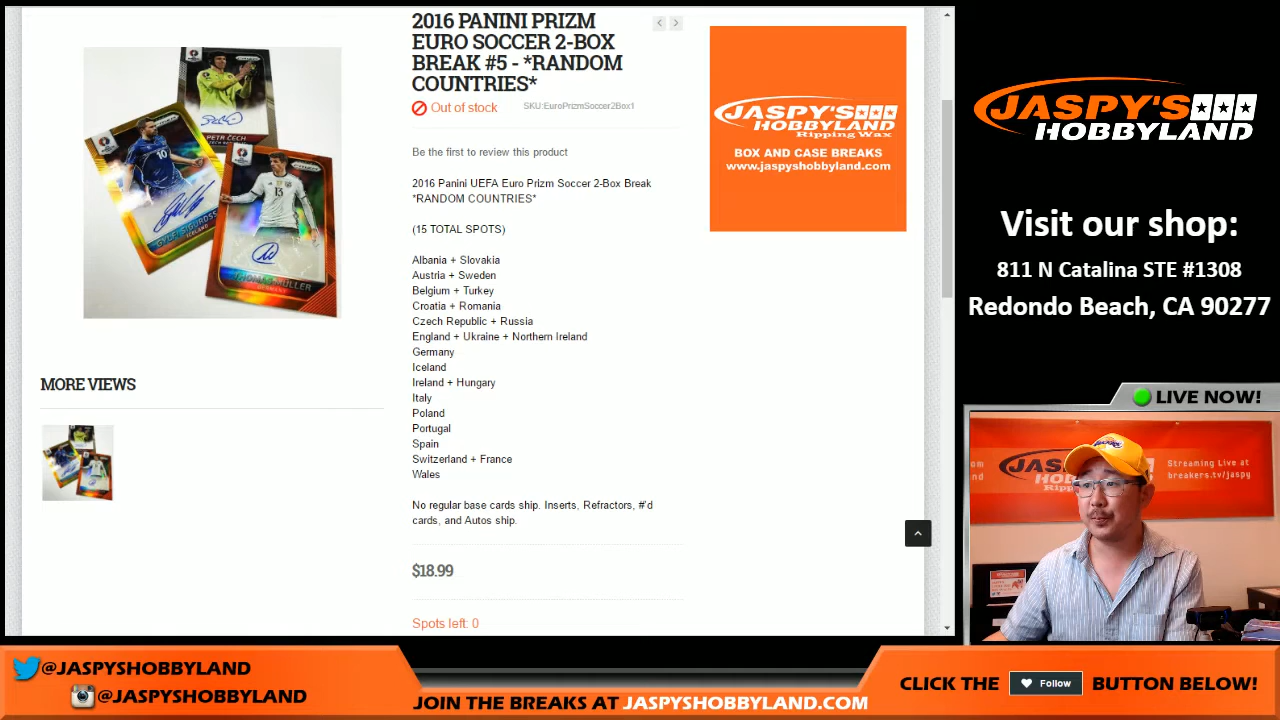 2016 PANINI PRIZM
EURO SOCCER 2-BOX
BREAK #5 - *RANDOM
COUNTRIES*
Out of stock
SKU:EuroPrizmSoccer2Box1
Be the first to review this product
2016 Panini UEFA Euro Prizm Soccer 2-Box Break
*RANDOM COUNTRIES*
(15 TOTAL SPOTS)
Albania + Slovakia
Austria + Sweden
Belgium + Turkey
Croatia + Romania
Czech Republic + Russia
England + Ukraine + Northern Ireland
Germany
Iceland
Ireland + Hungary
Italy
Poland
Portugal
Spain
Switzerland + France
Wales
No regular base cards ship. Inserts, Refractors, #'d
cards, and Autos ship.
$18.99
Spots left: 0
PETR ČECH
MORE VIEWS
JASPY'S
HOBBYLAND
Ripping Wax
BOX AND CASE BREAKS
www.jaspyshobbyland.com
JASPY'S
HOBBYLAND
Visit our shop:
811 N Catalina STE #1308
Redondo Beach, CA 90277
LIVE NOW!
Streaming Live at
breakers.tv/jaspy
@JASPYSHOBBYLAND
@JASPYSHOBBYLAND
JOIN THE BREAKS AT JASPYSHOBBYLAND.COM
CLICK THE Follow BUTTON BELOW!